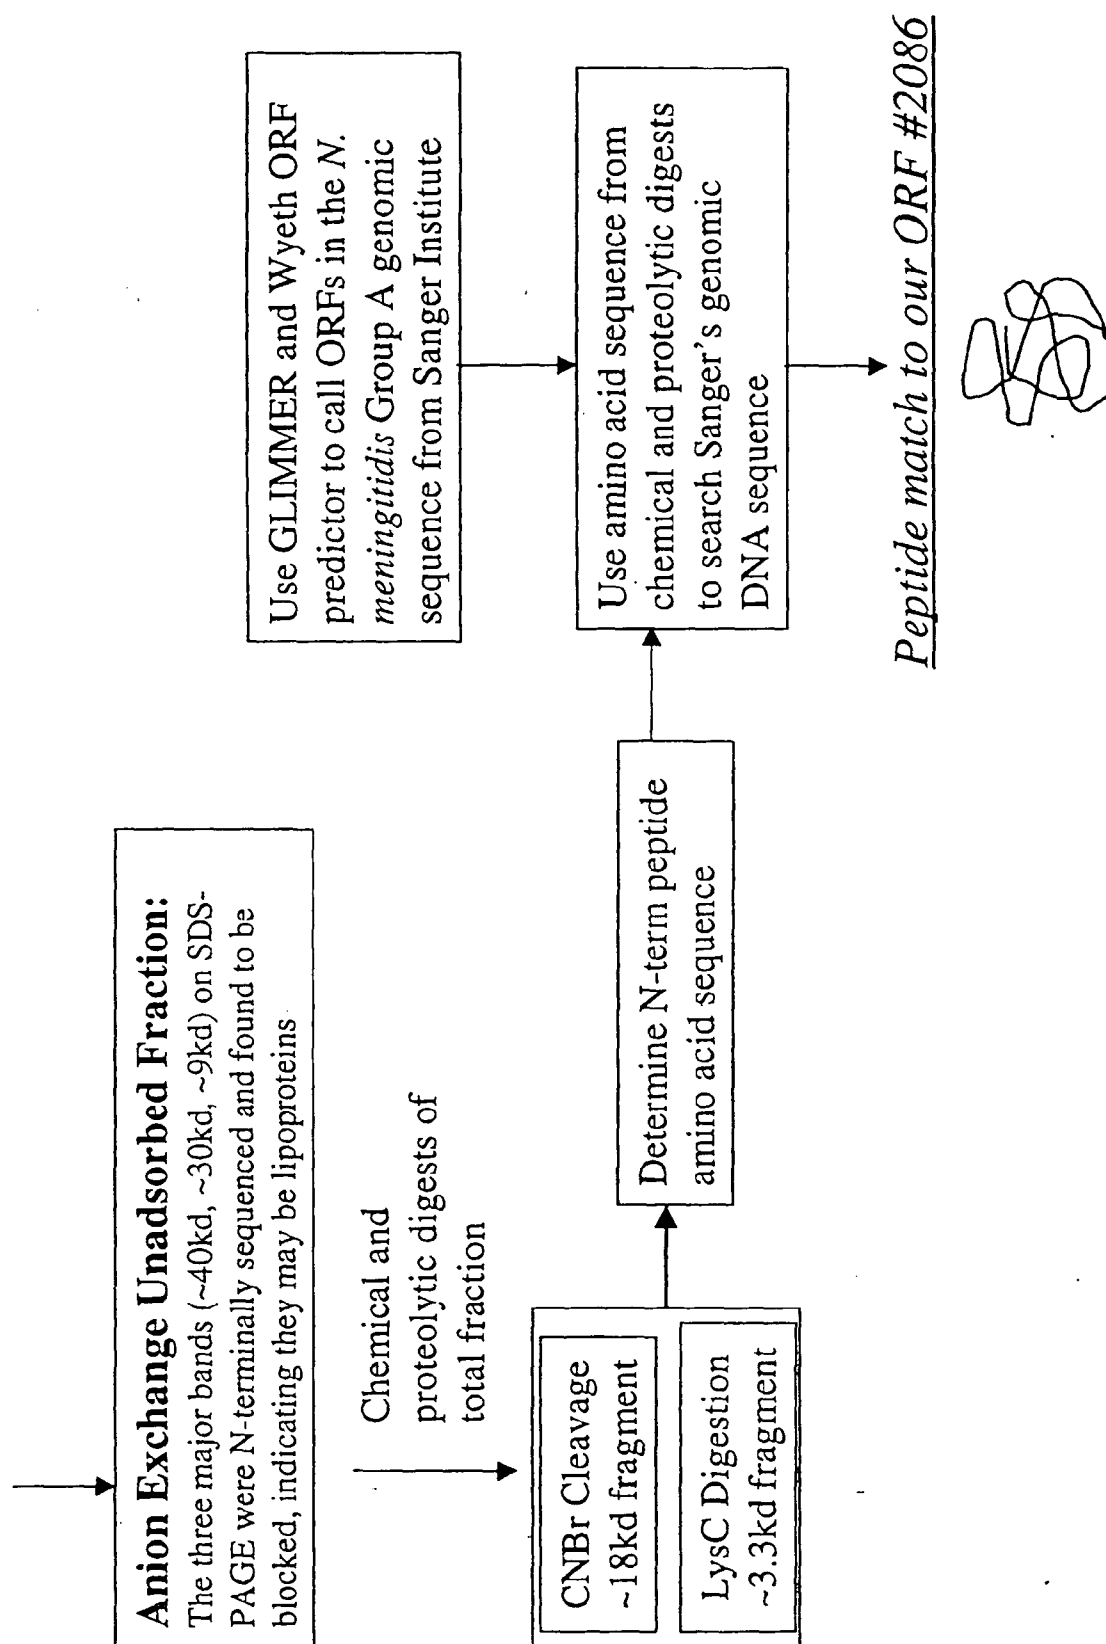 Anion Exchange Unadsorbed Fraction:
The three major bands (~40kd, ~30kd, ~9kd) on SDS-
PAGE were N-terminally sequenced and found to be
blocked, indicating they may be lipoproteins
Chemical and
proteolytic digests of
total fraction
CNBr Cleavage
~18kd fragment
LysC Digestion
~3.3kd fragment
Determine N-term peptide
amino acid sequence
Use GLIMMER and Wyeth ORF
predictor to call ORFs in the N.
meningitidis Group A genomic
sequence from Sanger Institute
Use amino acid sequence from
chemical and proteolytic digests
to search Sanger's genomic
DNA sequence
Peptide match to our ORF #2086